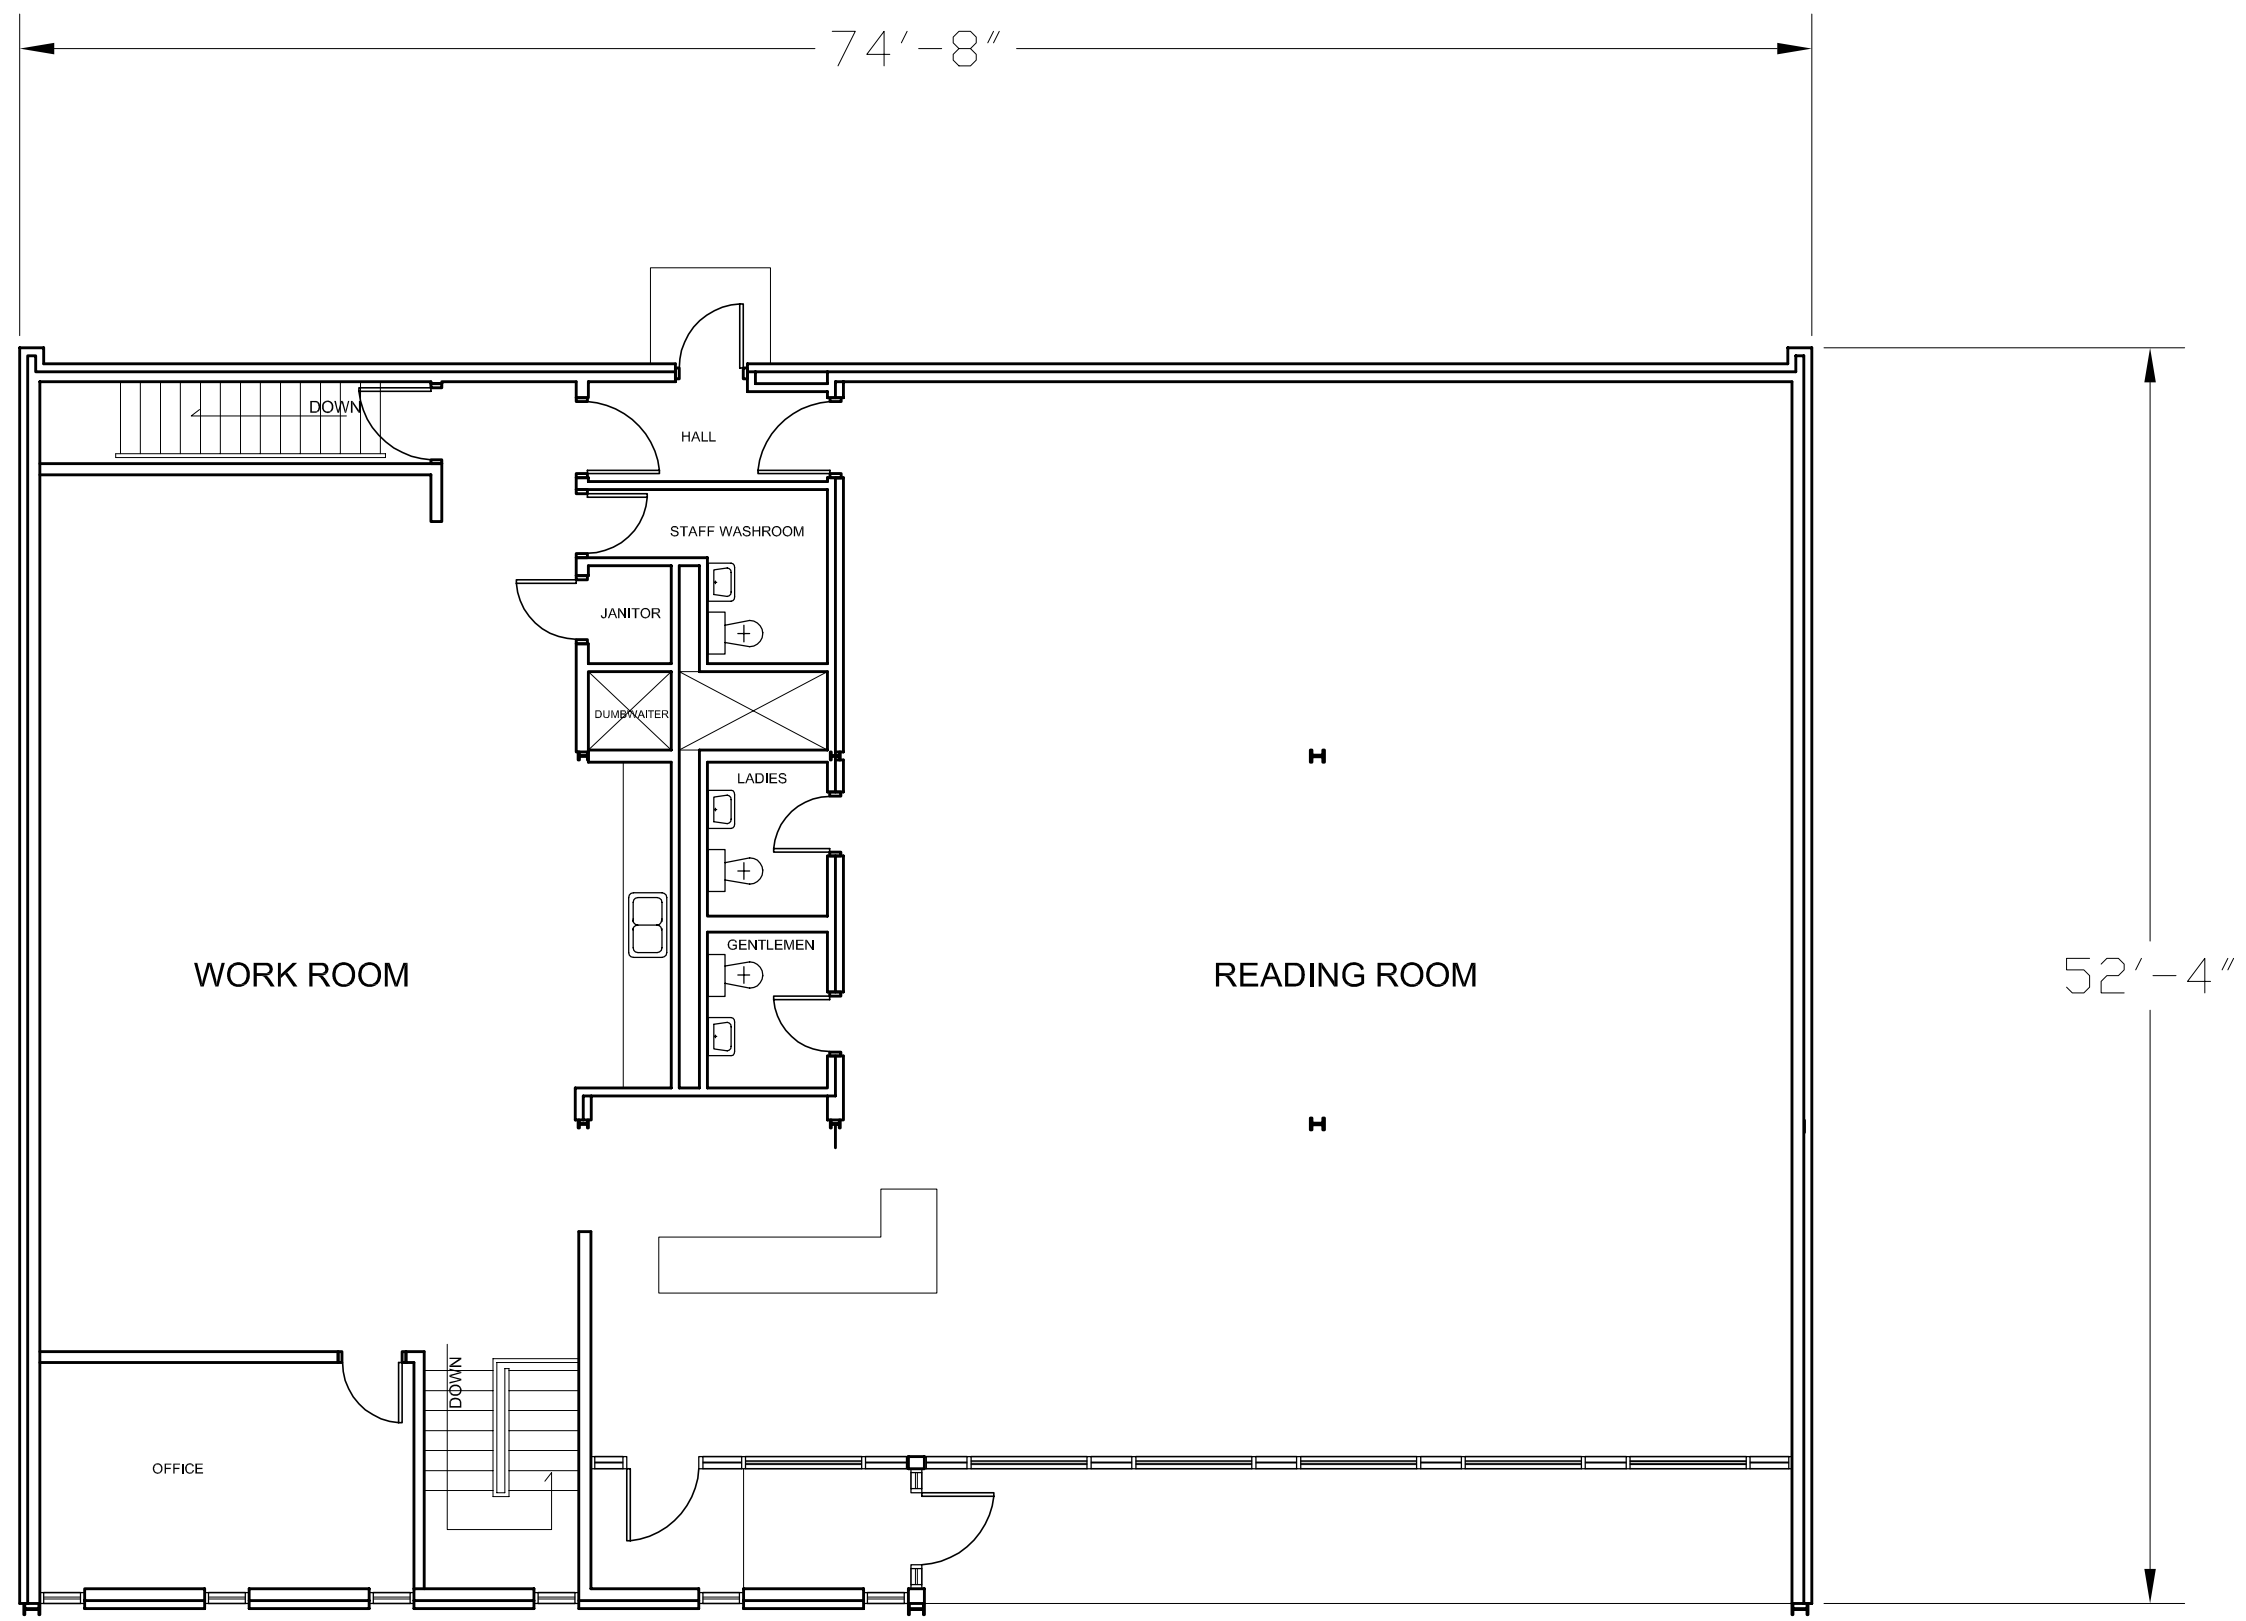 74'-8"
DOWN
HALL
STAFF WASHROOM
JANITOR
DUMBWAITER
LADIES
GENTLEMEN
WORK ROOM
READING ROOM
52'-4"
DOWN
OFFICE